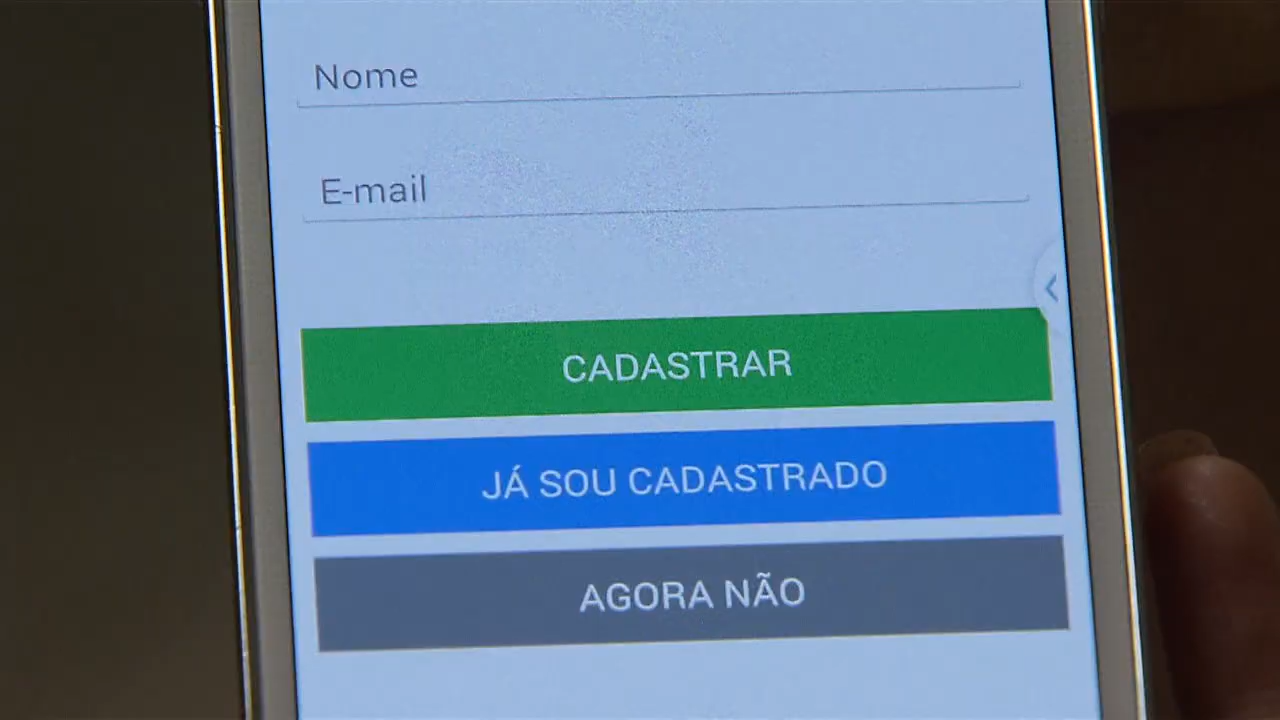 Nome
E-mail
CADASTRAR
JÁ SOU CADASTRADO
AGORA NÃO